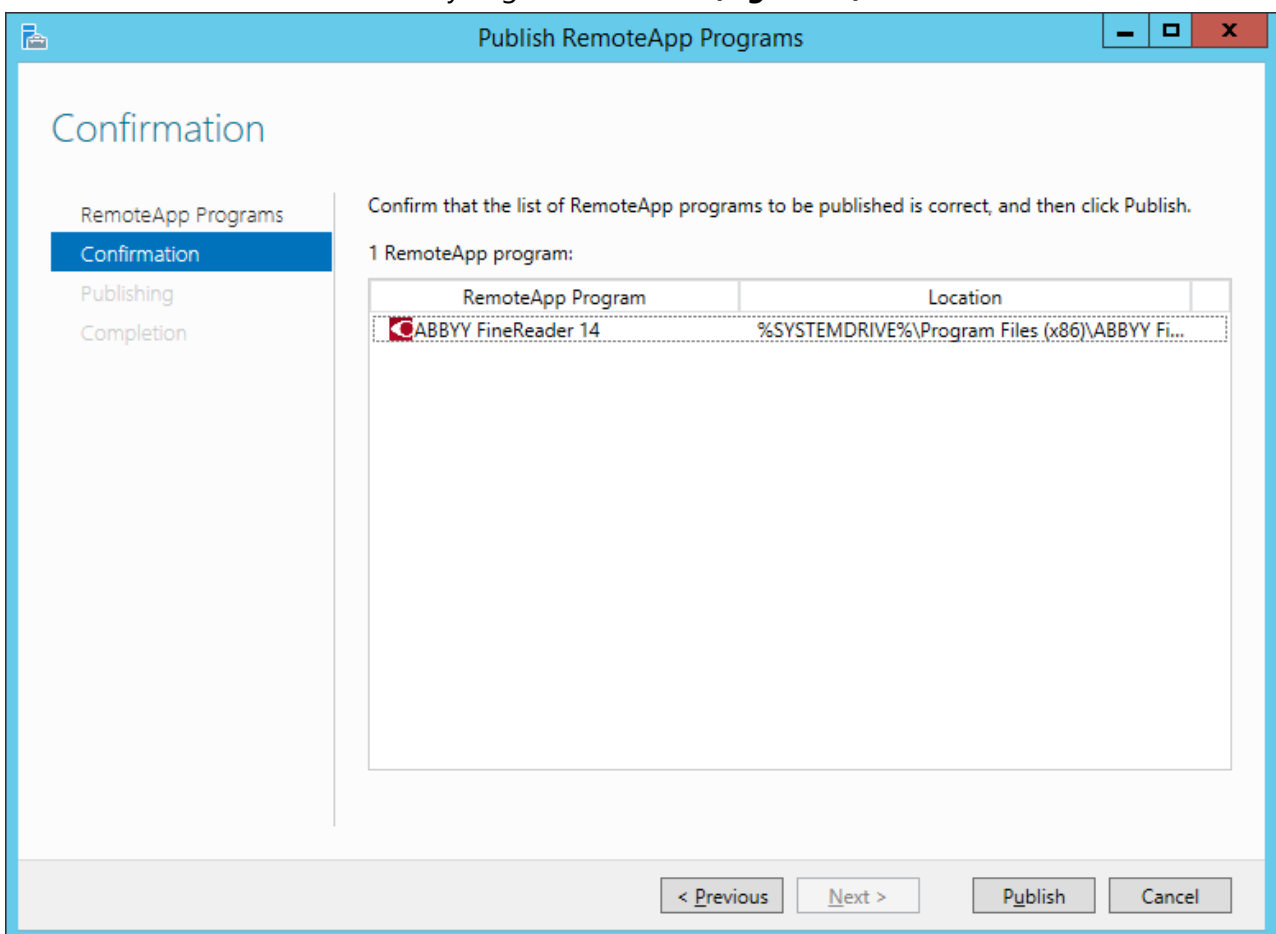 Publish RemoteApp Programs
Confirmation
RemoteApp Programs
Confirmation
Publishing
Completion
Confirm that the list of RemoteApp programs to be published is correct, and then click Publish.
1 RemoteApp program:
RemoteApp Program Location
ABBYY FineReader 14 %SYSTEMDRIVE%\Program Files (x86)\ABBYY Fi...
< Previous Next > Publish Cancel